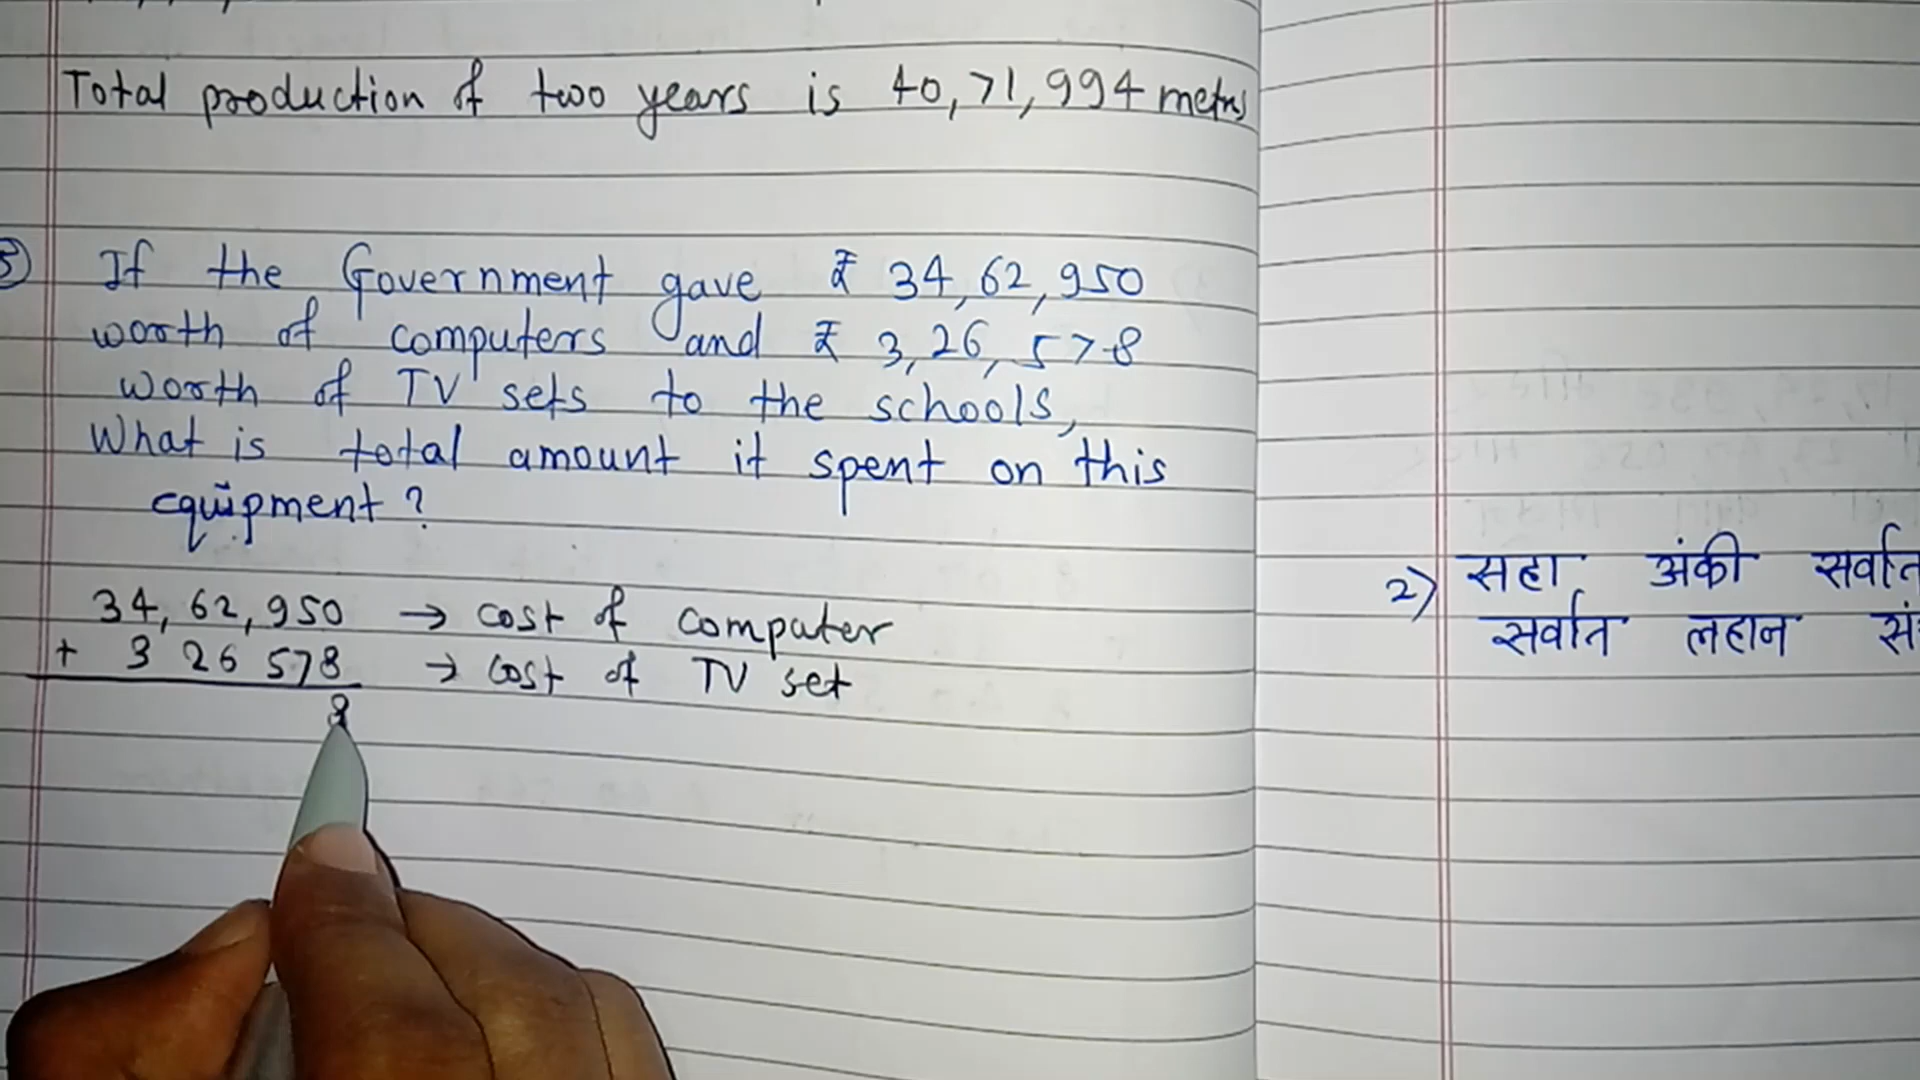 Total production of two years is 40,71,994 metrs
5) If the Government gave ₹ 34,62,950
worth of computers and ₹ 3,26,578
worth of TV sets to the schools,
What is total amount it spent on this
equipment?
34,62,950 → cost of computer
+ 3 26 578 → cost of TV set
8
2) सहा अंकी सर्वात
सर्वात लहान